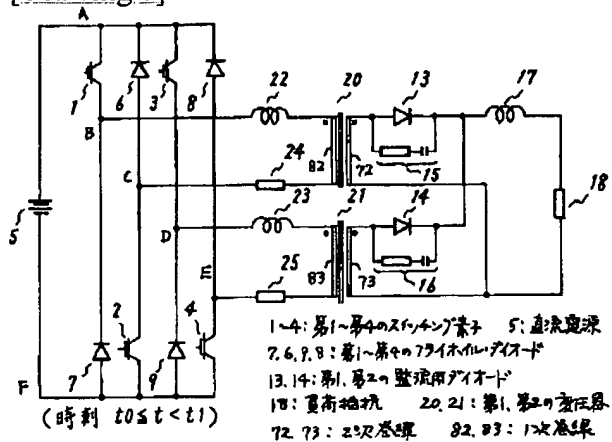 A
1
6
3
8
22
20
13
17
B
82
72
15
24
C
23
21
14
18
5
D
83
73
16
25
E
2
4
7
9
F
(時刻 t0≦t<t1)
1~4:第1~第4のスイッチング素子 5:直流電源
7,6,9,8:第1~第4のフライホイル・ダイオード
13,14:第1,第2の整流用ダイオード
18:負荷抵抗 20,21:第1,第2の変圧器
72,73:2次巻線 82,83:1次巻線